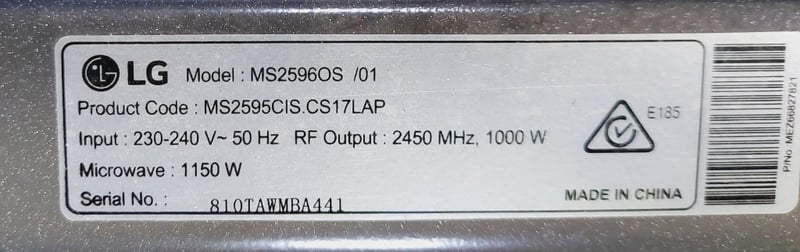 LG Model : MS2596OS /01
Product Code : MS2595CIS.CS17LAP
Input : 230-240 V~ 50 Hz RF Output : 2450 MHz, 1000 W
E185
Microwave : 1150 W
Serial No. : 810TAWMBA441
MADE IN CHINA
P/No. MEZ66827821